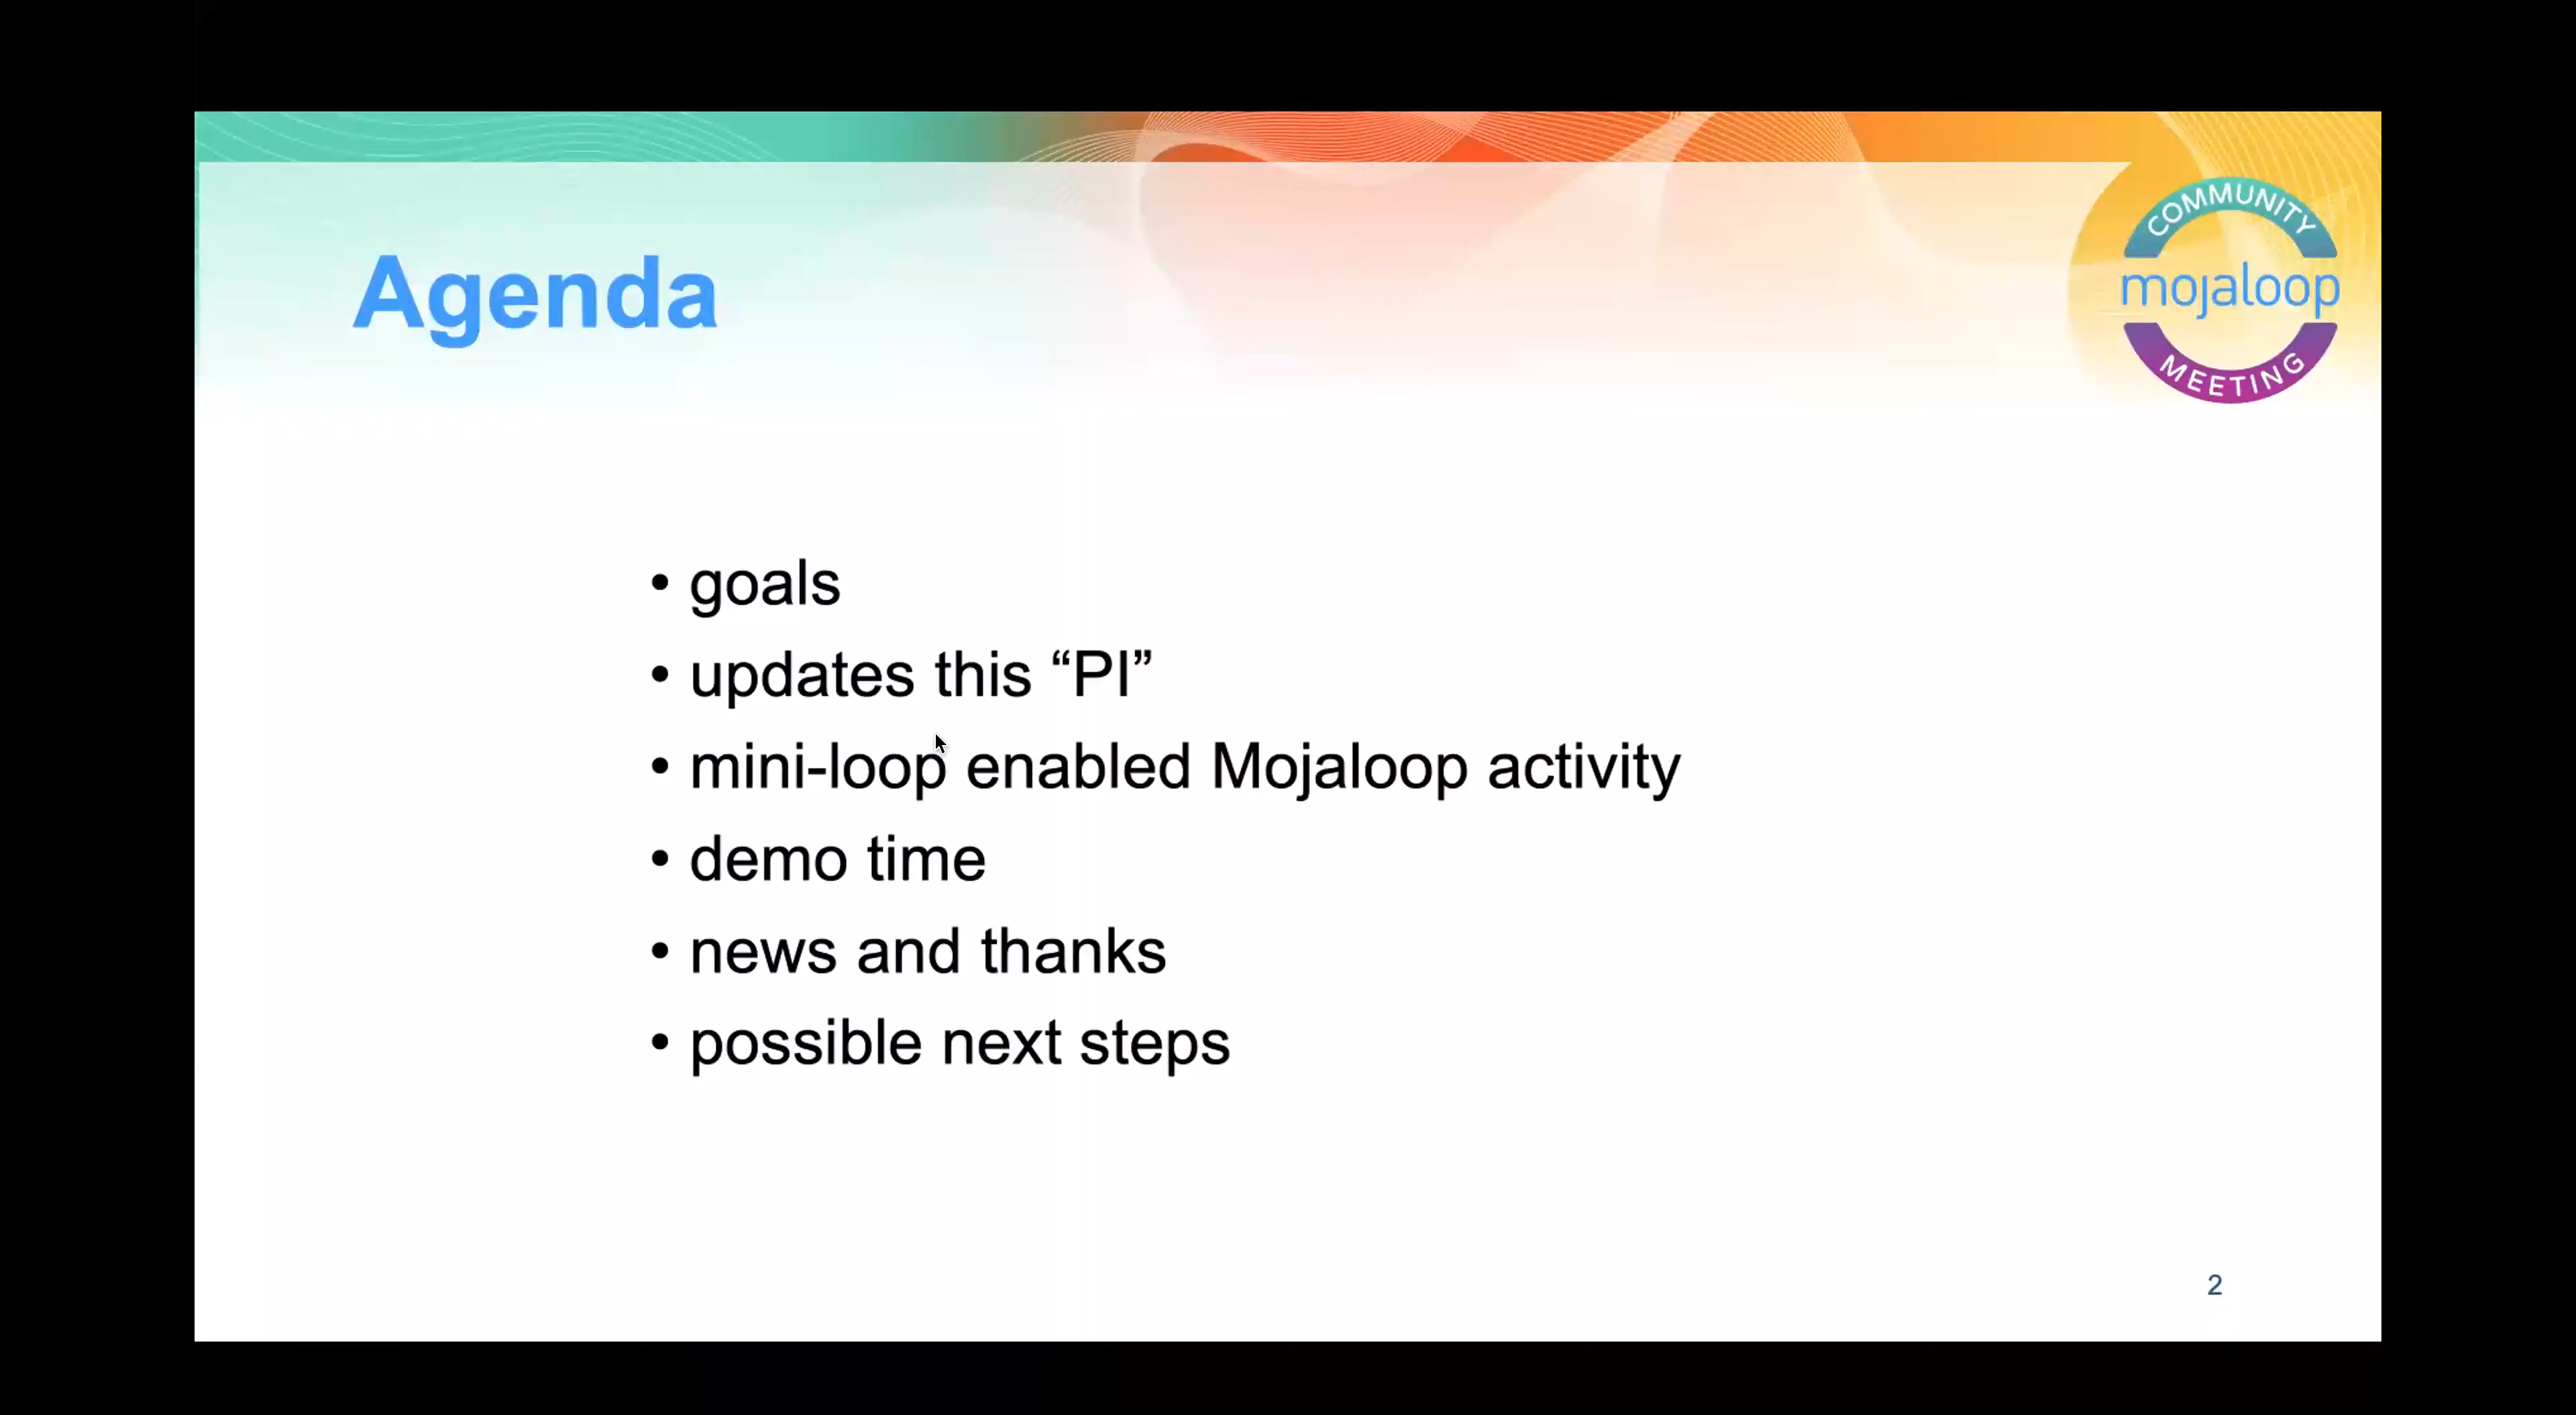 COMMUNITY
mojaloop
MEETING
Agenda
• goals
• updates this “PI”
• mini-loop enabled Mojaloop activity
• demo time
• news and thanks
• possible next steps
2